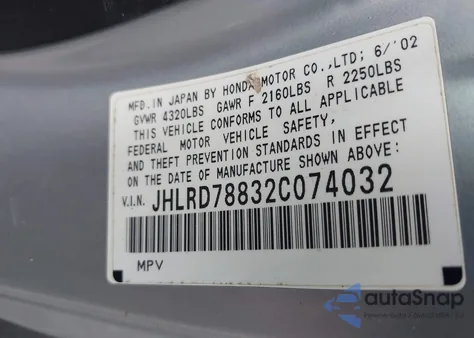 MFD.IN JAPAN BY HONDA MOTOR CO.,LTD; 6/'02
GVWR 4320LBS GAWR F 2160LBS R 2250LBS
THIS VEHICLE CONFORMS TO ALL APPLICABLE
FEDERAL MOTOR VEHICLE SAFETY,
AND THEFT PREVENTION STANDARDS IN EFFECT
ON THE DATE OF MANUFACTURE SHOWN ABOVE:
V.I.N. JHLRD78832C074032
MPV
autoSnap